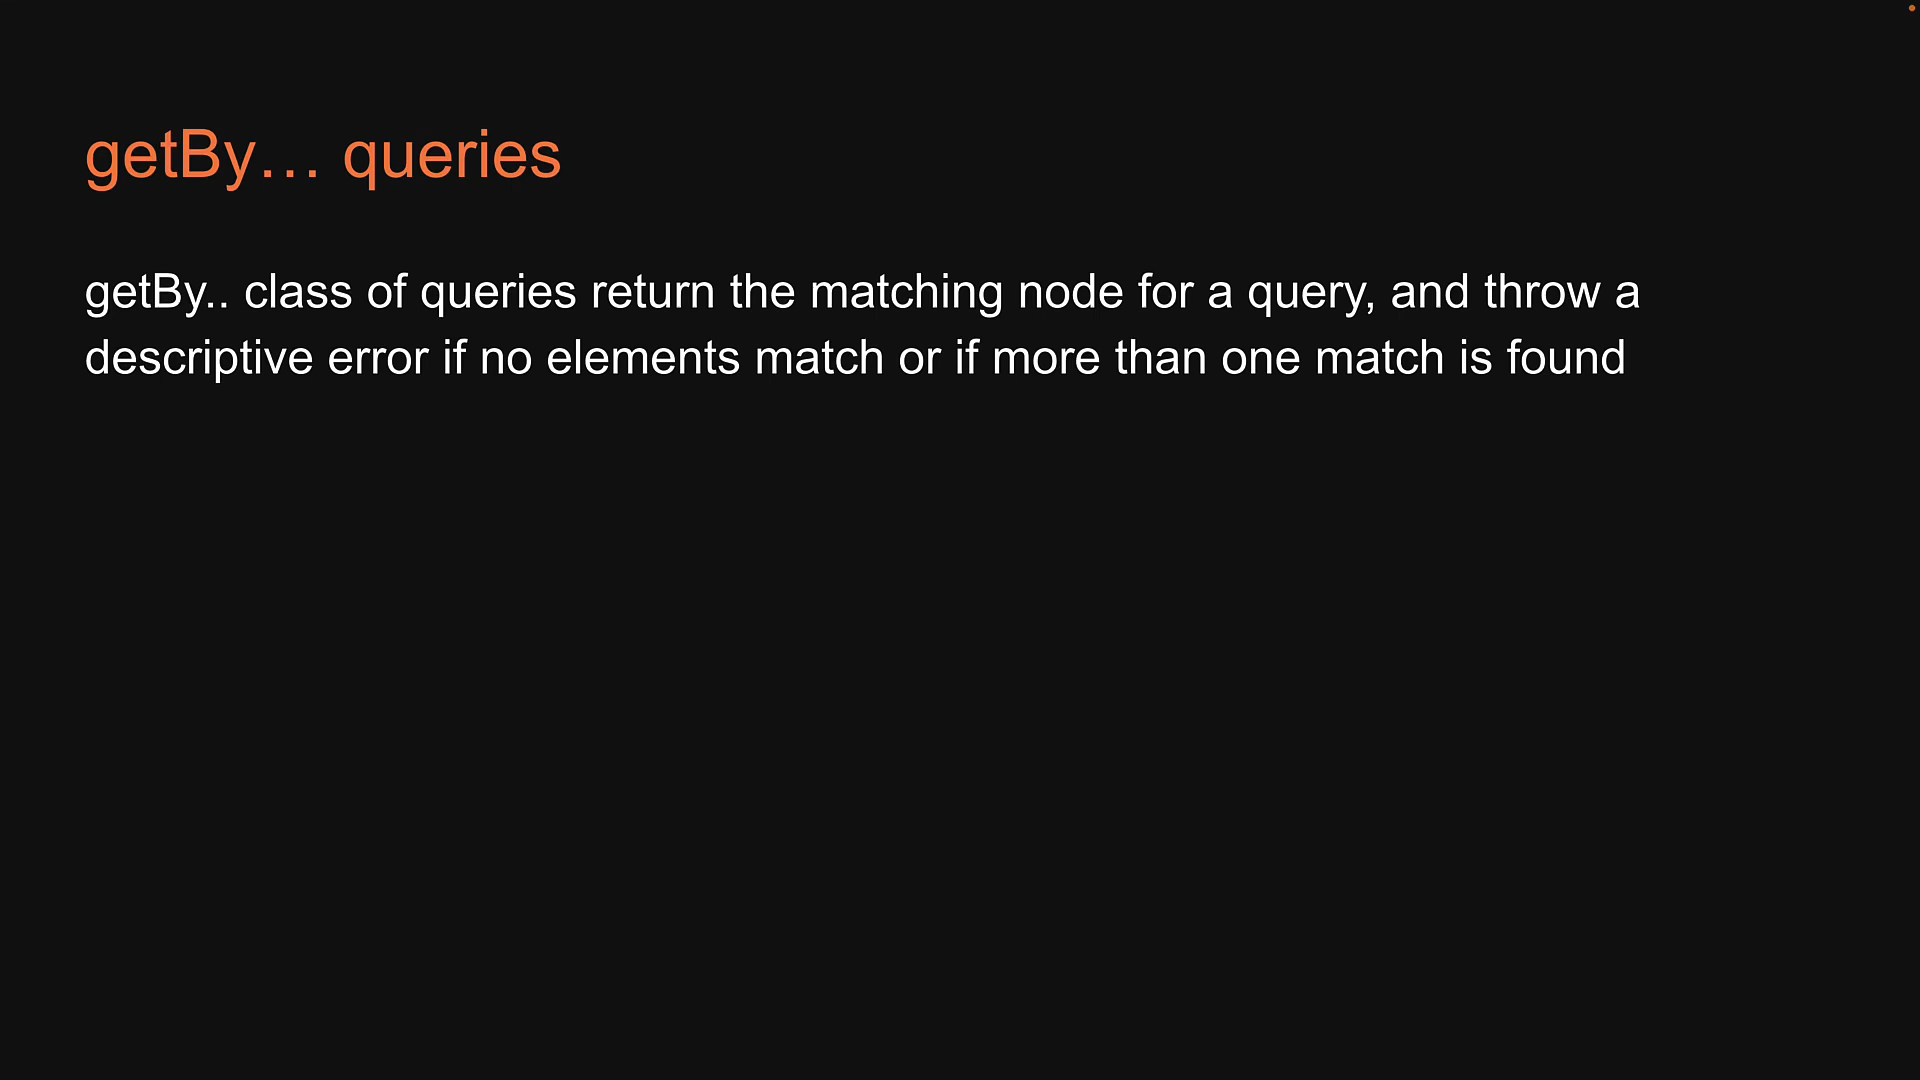 getBy… queries
getBy.. class of queries return the matching node for a query, and throw a
descriptive error if no elements match or if more than one match is found